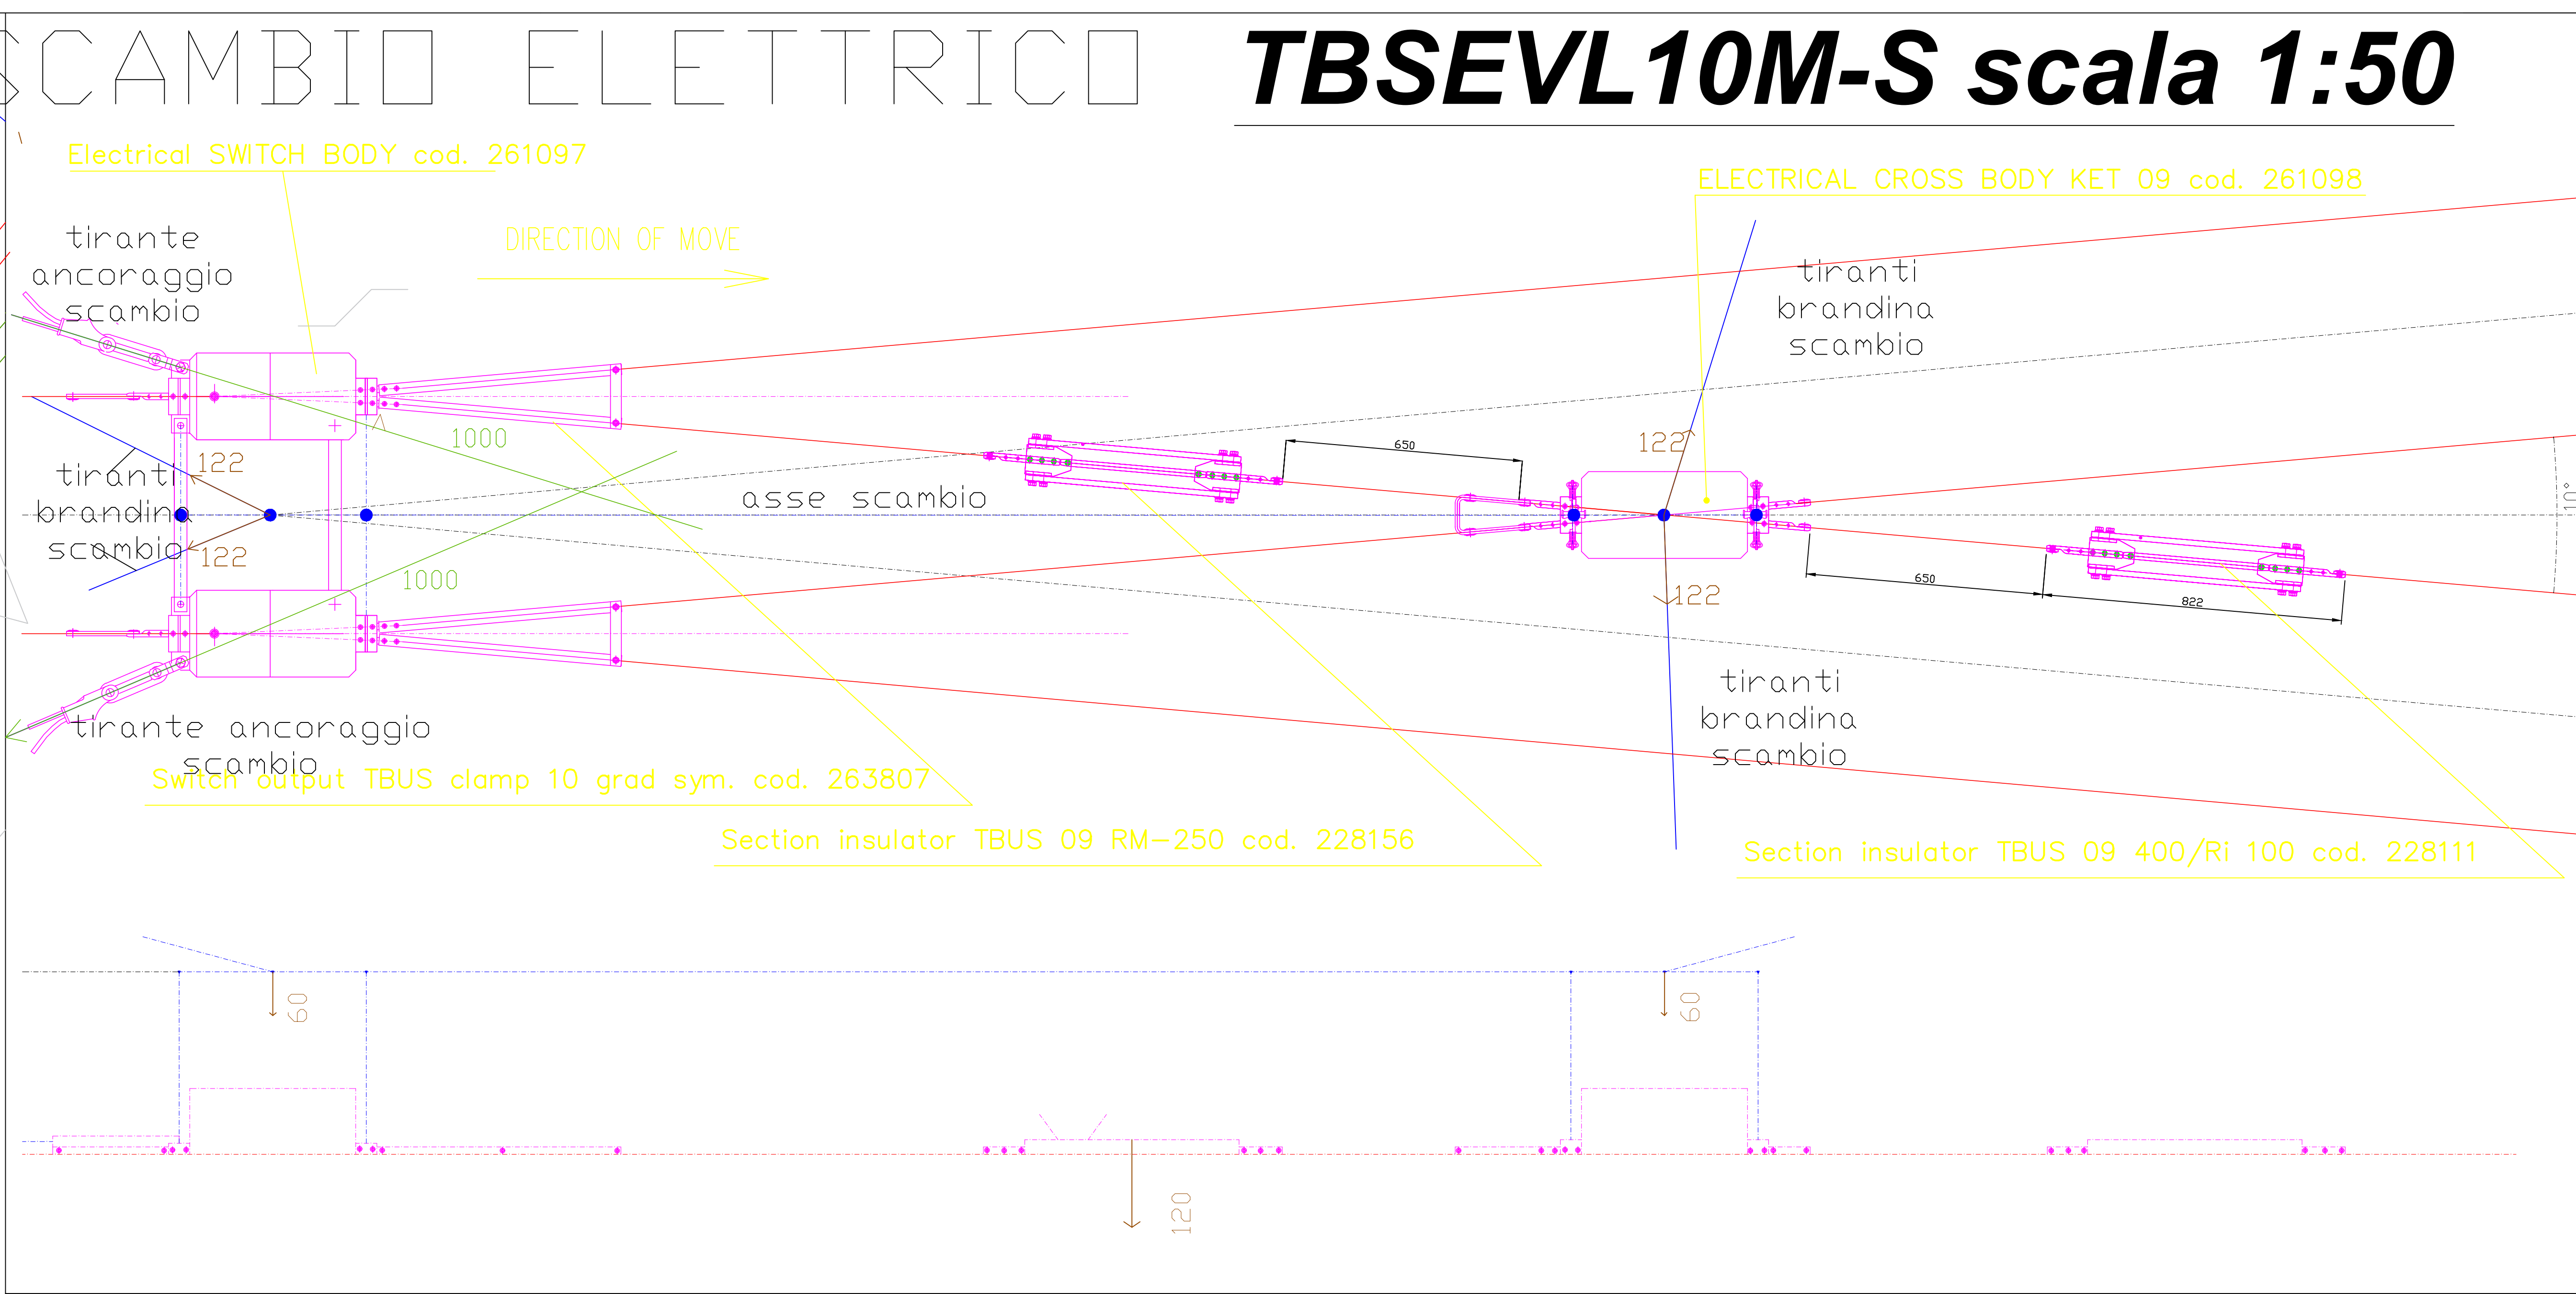 SCAMBIO ELETTRICO
TBSEVL10M-S scala 1:50
Electrical SWITCH BODY cod. 261097
ELECTRICAL CROSS BODY KET 09 cod. 261098
tirante
ancoraggio
scambio
DIRECTION OF MOVE
tiranti
brandina
scambio
1000
122
650
122
tiranti
brandina
scambio
asse scambio
10°
122
1000
650
122
822
tiranti
brandina
scambio
tirante ancoraggio
scambio
Switch output TBUS clamp 10 grad sym. cod. 263807
Section insulator TBUS 09 RM-250 cod. 228156
Section insulator TBUS 09 400/Ri 100 cod. 228111
60
60
120